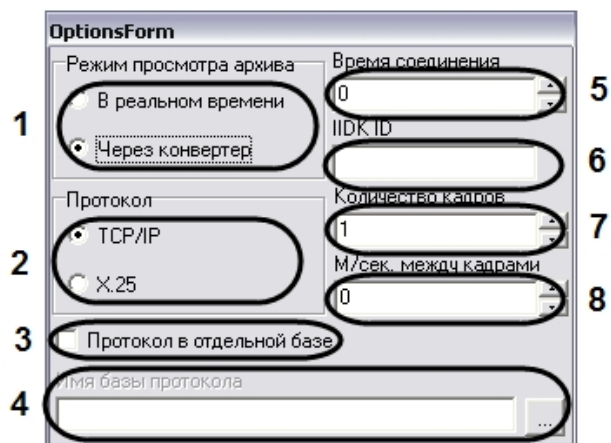 OptionsForm
Режим просмотра архива
1
В реальном времени
Через конвертер
Время соединения
0
5
IIDK ID
6
Протокол
2
TCP/IP
X.25
Количество кадров
1
7
М/сек. между кадрами
0
8
3
Протокол в отдельной базе
Имя базы протокола
4
...